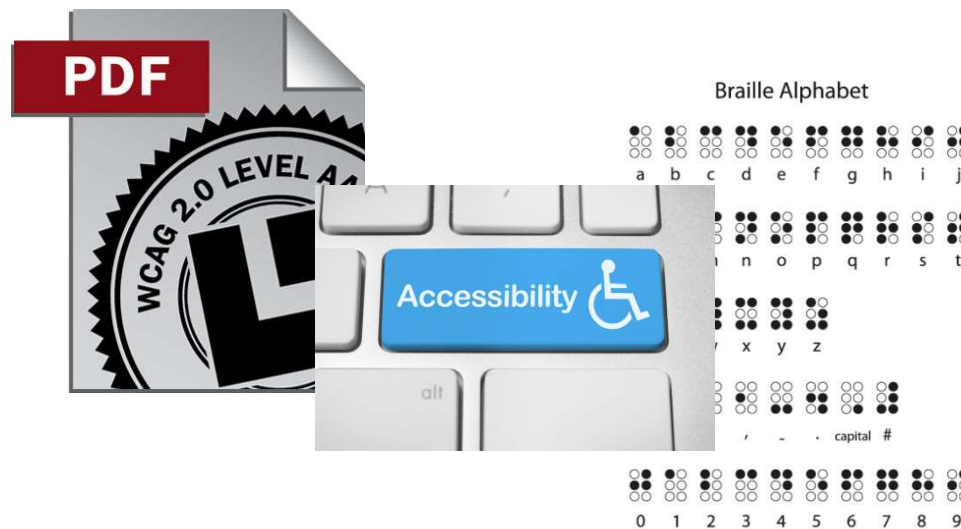 PDF
WCAG 2.0 LEVEL AA
A ,
Accessibility
alt
Braille Alphabet
a b c d e f g h i j
n o p q r s t
x y z
, - . capital #
0 1 2 3 4 5 6 7 8 9